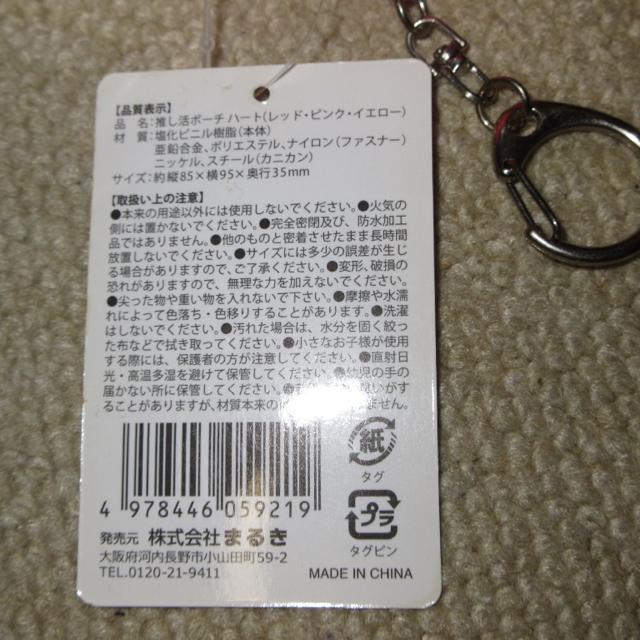 【品質表示】
品 名:推し活ポーチ ハート(レッド・ピンク・イエロー)
材 質:塩化ビニル樹脂(本体)
亜鉛合金、ポリエステル、ナイロン(ファスナー)
ニッケル、スチール(カニカン)
サイズ:約縦85×横95×奥行35mm
【取扱い上の注意】
●本来の用途以外には使用しないでください。●火気の
側には置かないでください。●完全密閉及び、防水加工
品ではありません。●他のものと密着させたまま長時間
放置しないでください。●サイズには多少の誤差が生じ
る場合がありますので、ご了承ください。●変形、破損の
恐れがありますので、無理な力を加えないでください。
●尖った物や重い物を入れないで下さい。●摩擦や水濡
れによって色落ち・色移りすることがあります。●洗濯
はしないでください。●汚れた場合は、水分を固く絞っ
た布などで拭き取ってください。●小さなお子様が使用
する際には、保護者の方が注意してください。●直射日
光・高温多湿を避けて保管してください。●幼児の手の
届かない所に保管してください。
ることがありますが、材質本来の
ありません。
4 978446 059219
紙
タグ
プラ
タグピン
発売元 株式会社まるき
大阪府河内長野市小山田町59-2
TEL.0120-21-9411
MADE IN CHINA